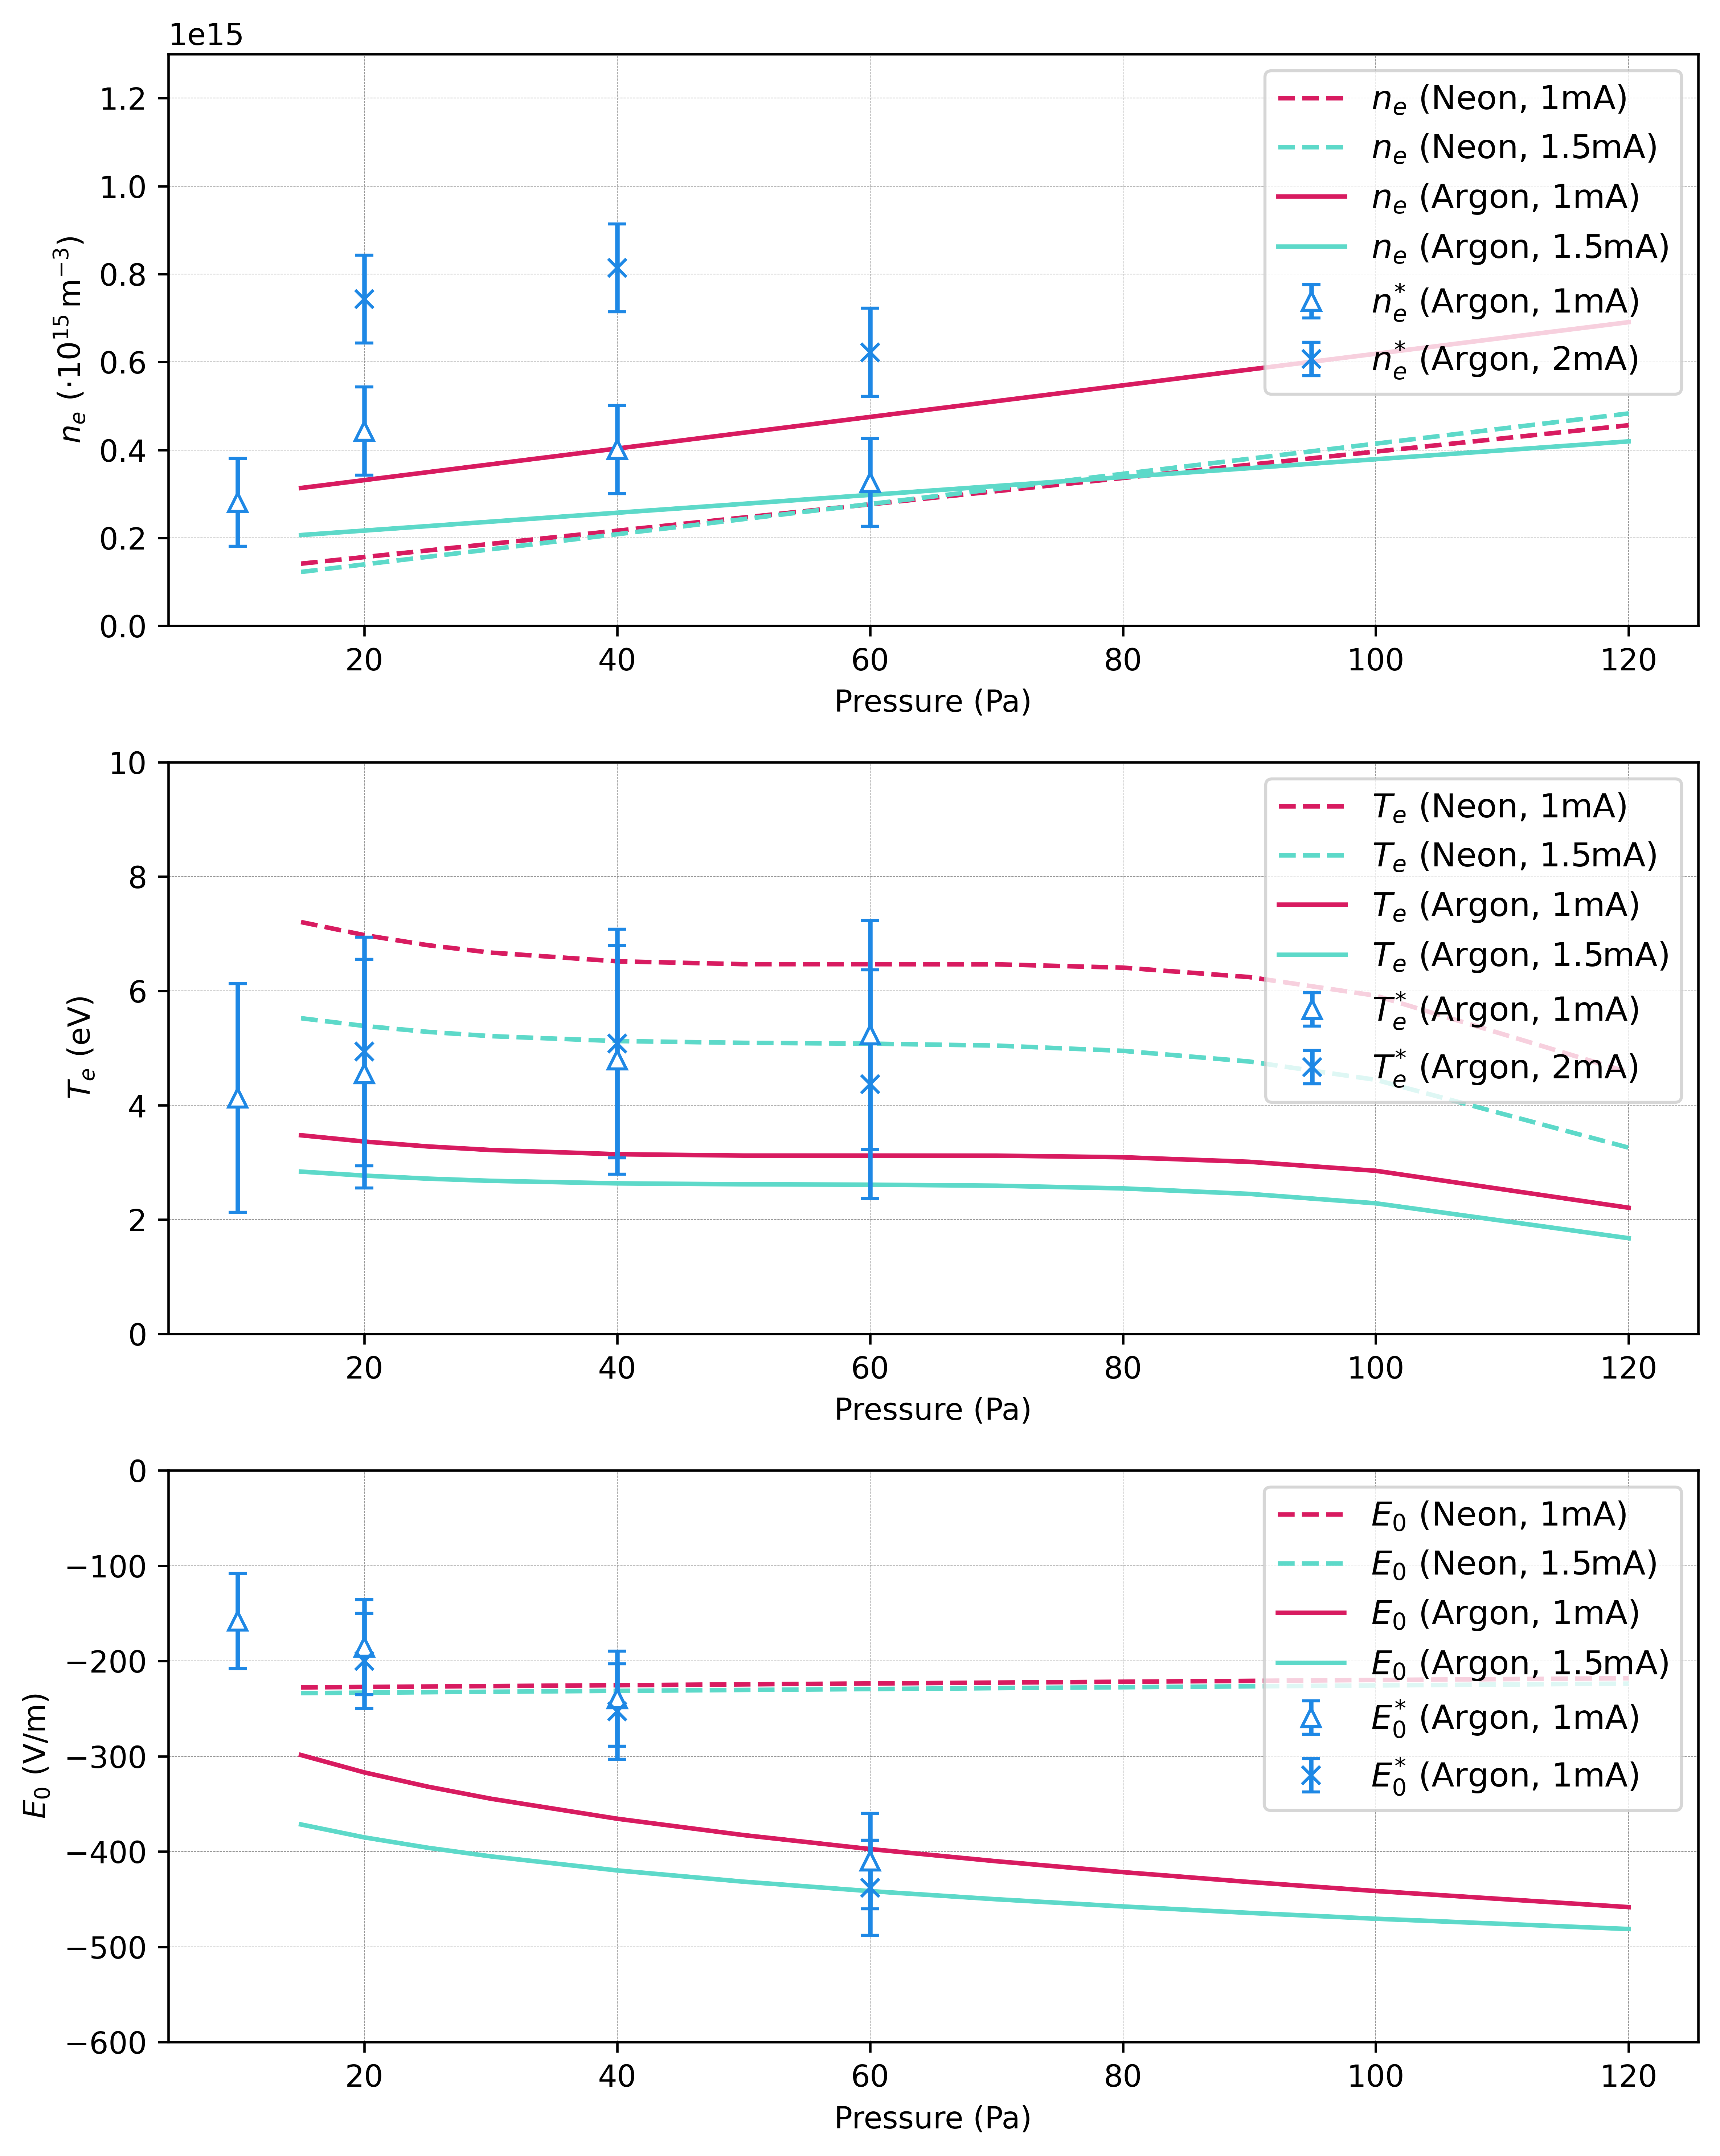 1e15
1.2
1.0
0.8
0.6
0.4
0.2
0.0
n_e (·10^15 m^−3)
20 40 60 80 100 120
Pressure (Pa)
n_e (Neon, 1mA)
n_e (Neon, 1.5mA)
n_e (Argon, 1mA)
n_e (Argon, 1.5mA)
n_e^* (Argon, 1mA)
n_e^* (Argon, 2mA)
10
8
6
4
2
0
T_e (eV)
20 40 60 80 100 120
Pressure (Pa)
T_e (Neon, 1mA)
T_e (Neon, 1.5mA)
T_e (Argon, 1mA)
T_e (Argon, 1.5mA)
T_e^* (Argon, 1mA)
T_e^* (Argon, 2mA)
0
−100
−200
−300
−400
−500
−600
E_0 (V/m)
20 40 60 80 100 120
Pressure (Pa)
E_0 (Neon, 1mA)
E_0 (Neon, 1.5mA)
E_0 (Argon, 1mA)
E_0 (Argon, 1.5mA)
E_0^* (Argon, 1mA)
E_0^* (Argon, 1mA)